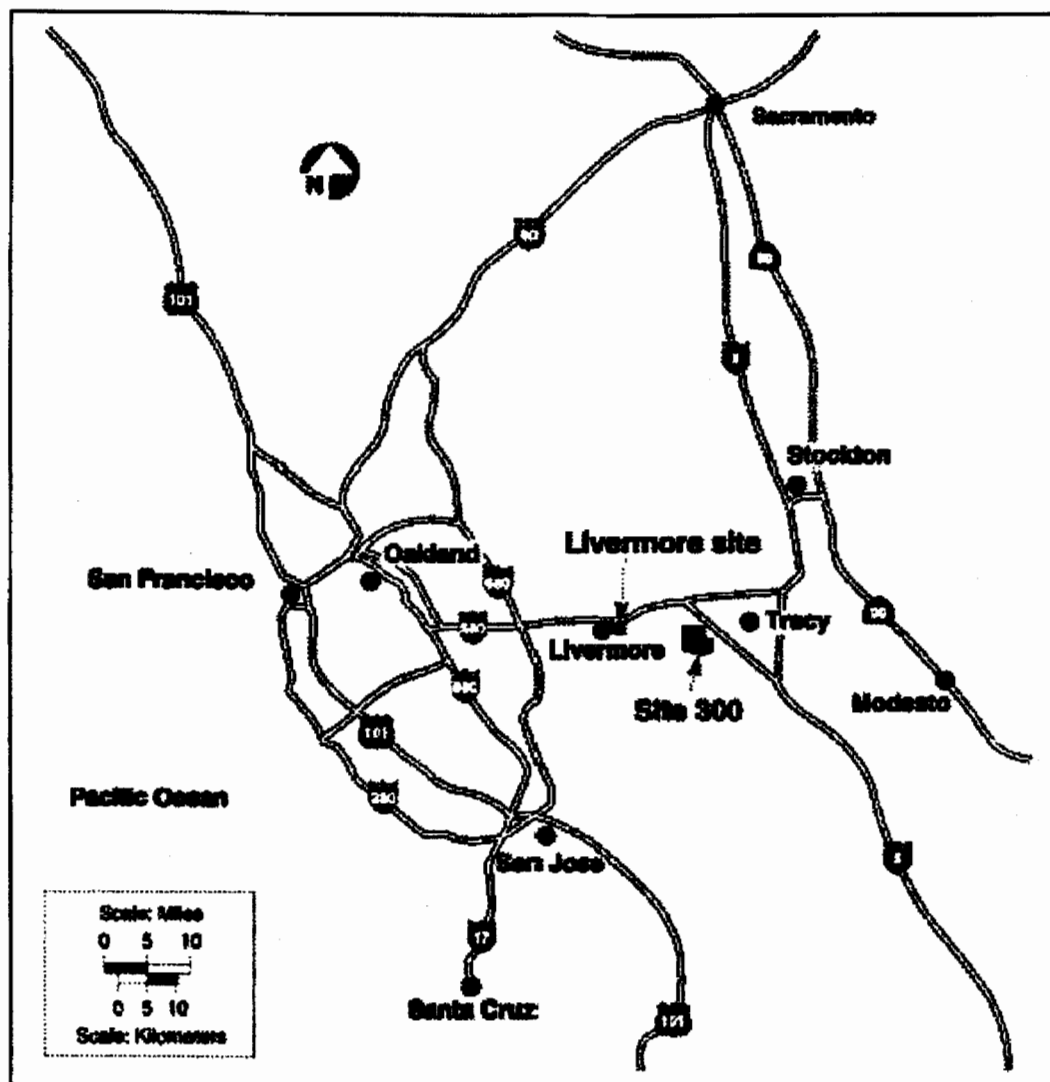 Sacramento
N
80
99
101
5
Stockton
Livermore site
Oakland
San Francisco
680
580
Tracy
Livermore
99
880
Site 300
Modesto
101
Pacific Ocean
280
San Jose
5
Scale: Miles
0 5 10
17
0 5 10
Santa Cruz
101
Scale: Kilometers